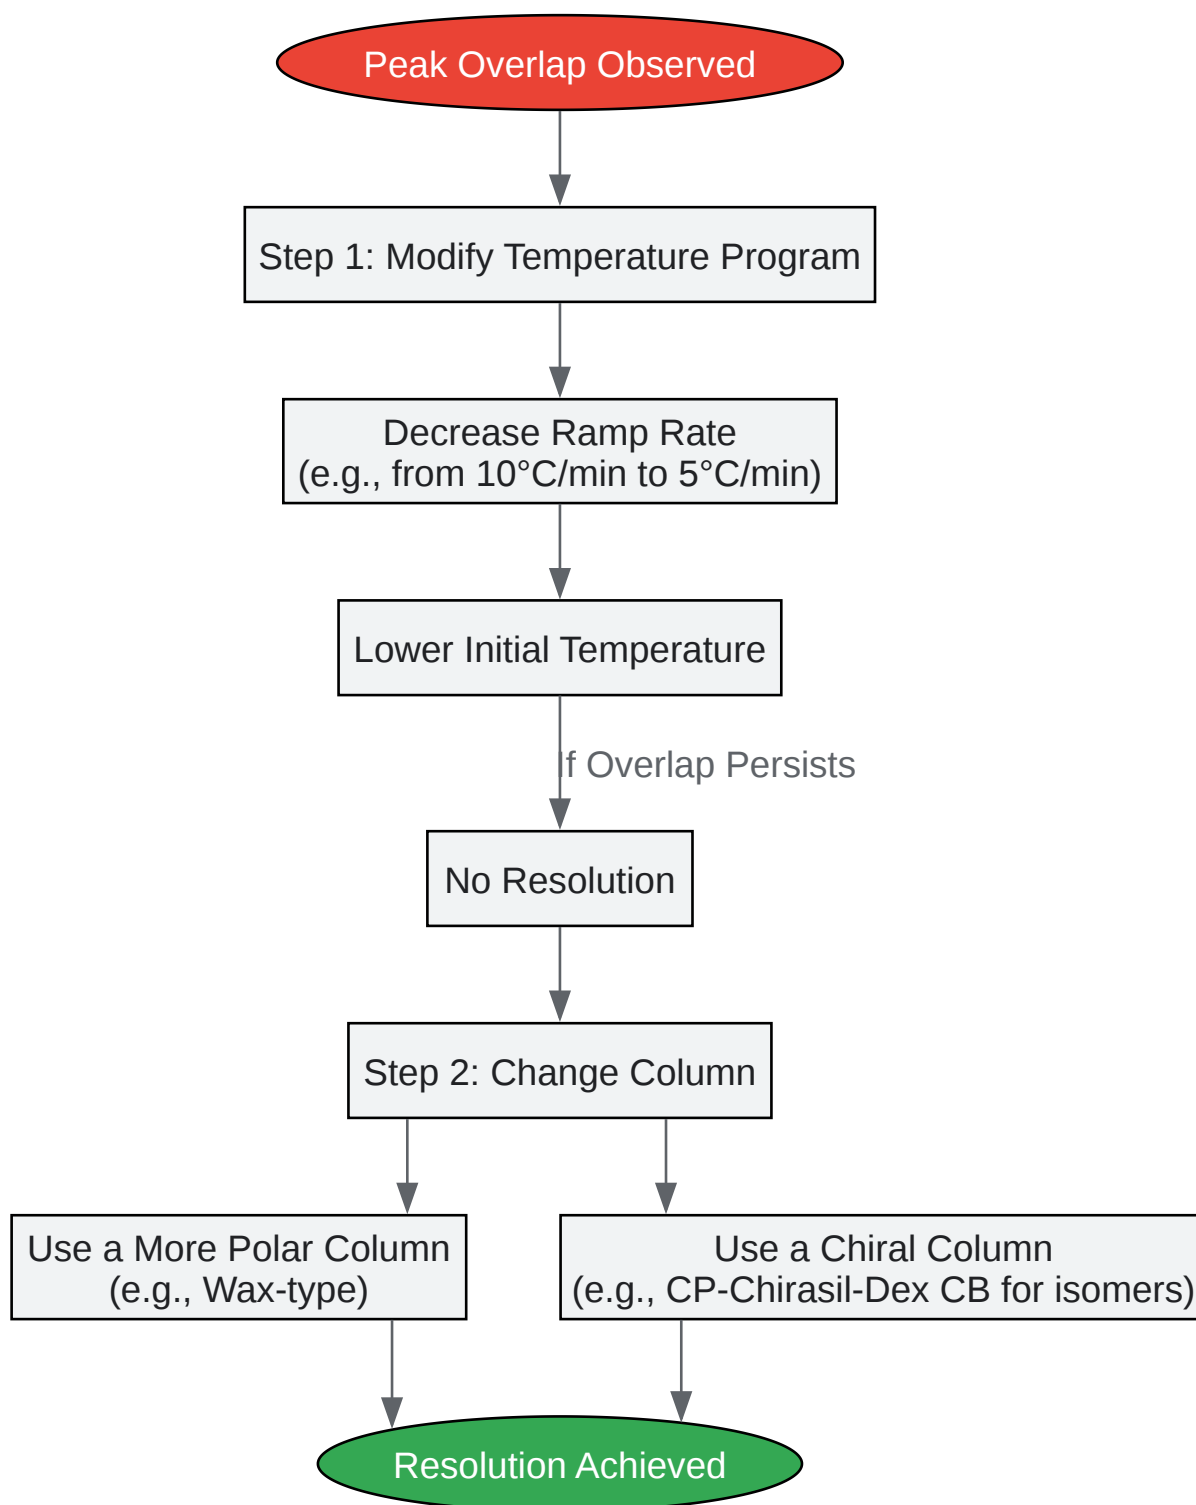 Peak Overlap Observed
Step 1: Modify Temperature Program
Decrease Ramp Rate
(e.g., from 10°C/min to 5°C/min)
Lower Initial Temperature
If Overlap Persists
No Resolution
Step 2: Change Column
Use a More Polar Column
(e.g., Wax-type)
Use a Chiral Column
(e.g., CP-Chirasil-Dex CB for isomers)
Resolution Achieved